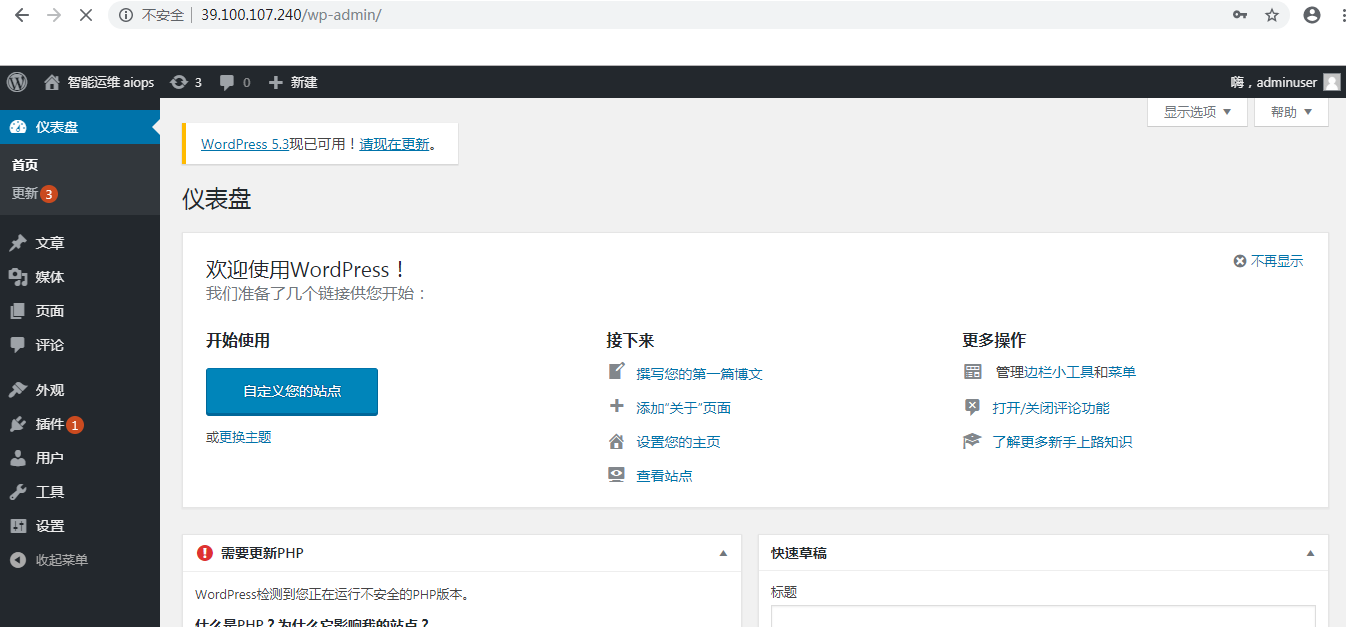 不安全 39.100.107.240/wp-admin/
智能运维 aiops 3 0 新建 嗨，adminuser
显示选项 帮助
仪表盘
首页
更新 3
文章
媒体
页面
评论
外观
插件 1
用户
工具
设置
收起菜单
WordPress 5.3现已可用！请现在更新。
仪表盘
欢迎使用WordPress！
我们准备了几个链接供您开始：
不再显示
开始使用
自定义您的站点
或更换主题
接下来
撰写您的第一篇博文
添加“关于”页面
设置您的主页
查看站点
更多操作
管理边栏小工具和菜单
打开/关闭评论功能
了解更多新手上路知识
需要更新PHP
WordPress检测到您正在运行不安全的PHP版本。
什么是PHP？为什么它影响我的站点？
快速草稿
标题